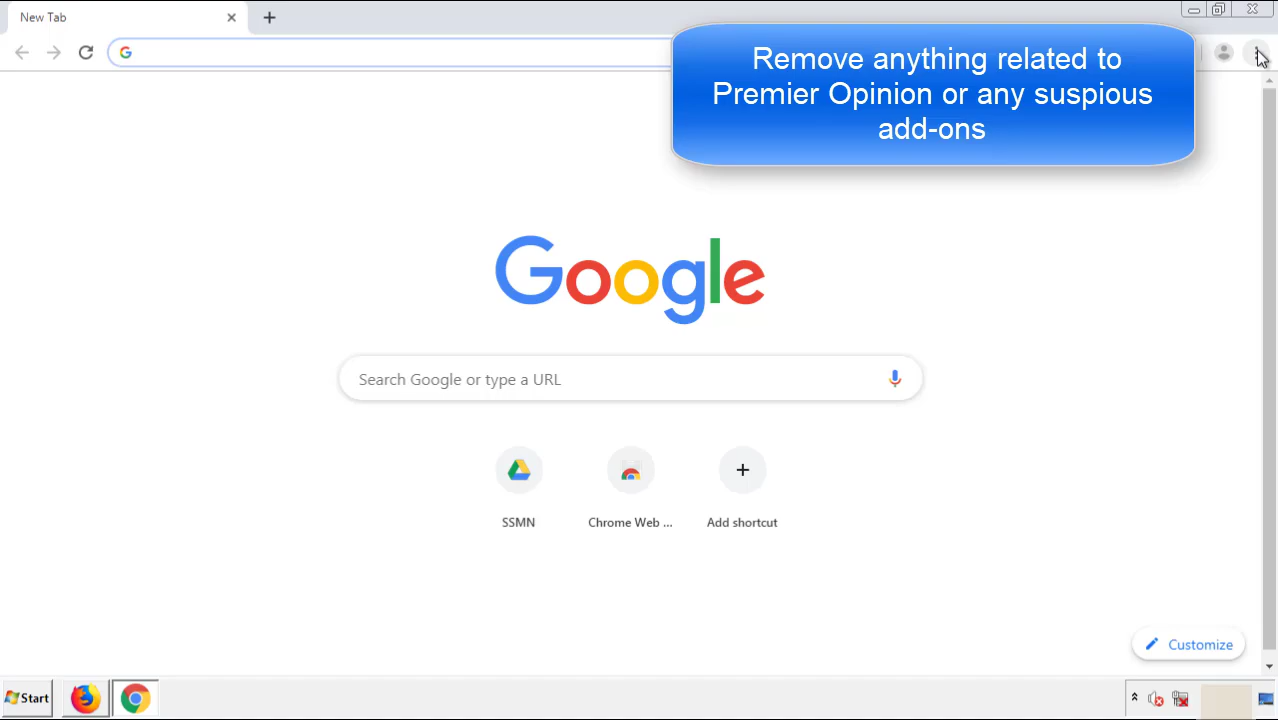 New Tab
Remove anything related to
Premier Opinion or any suspious
add-ons
Google
Search Google or type a URL
SSMN
Chrome Web ...
Add shortcut
Customize
Start